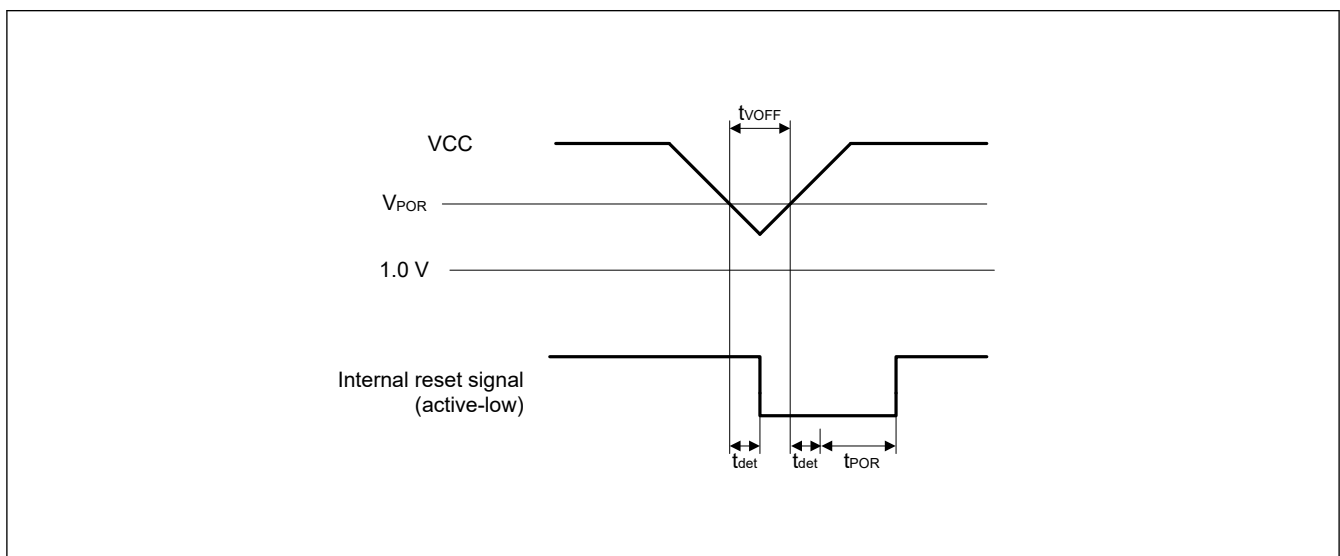 tVOFF
VCC
VPOR
1.0 V
Internal reset signal
(active-low)
tdet tdet tPOR